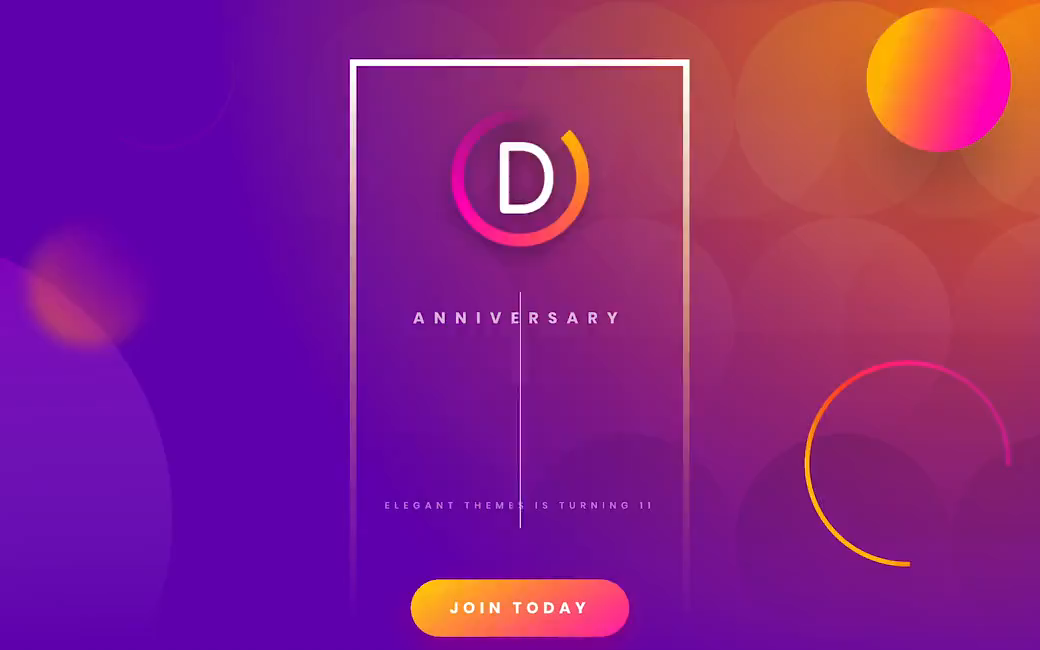 D
ANNIVERSARY
ELEGANT THEMES IS TURNING 11
JOIN TODAY